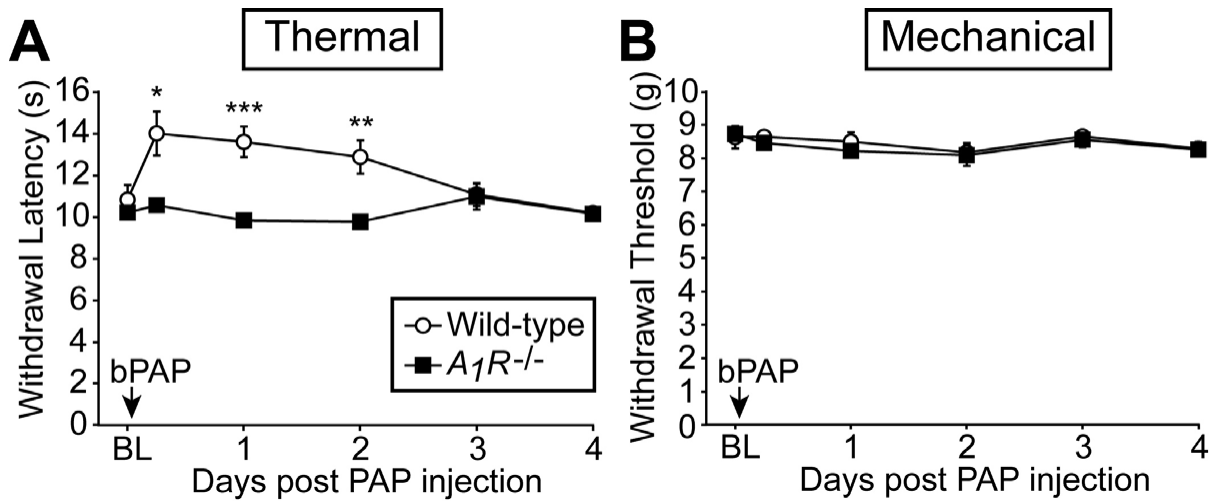 A
Thermal
Withdrawal Latency (s)
16
14
12
10
8
6
4
2
0
*
***
**
Wild-type
A1R-/-
bPAP
BL
1
2
3
4
Days post PAP injection
B
Mechanical
Withdrawal Threshold (g)
10
9
8
7
6
5
4
3
2
1
0
bPAP
BL
1
2
3
4
Days post PAP injection